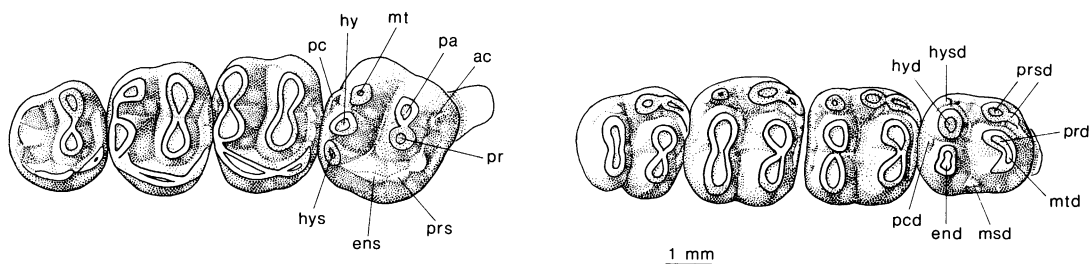 hy
mt
pc
pa
ac
pr
hys
ens
prs
hysd
hyd
prsd
prd
mtd
pcd
end
msd
1 mm